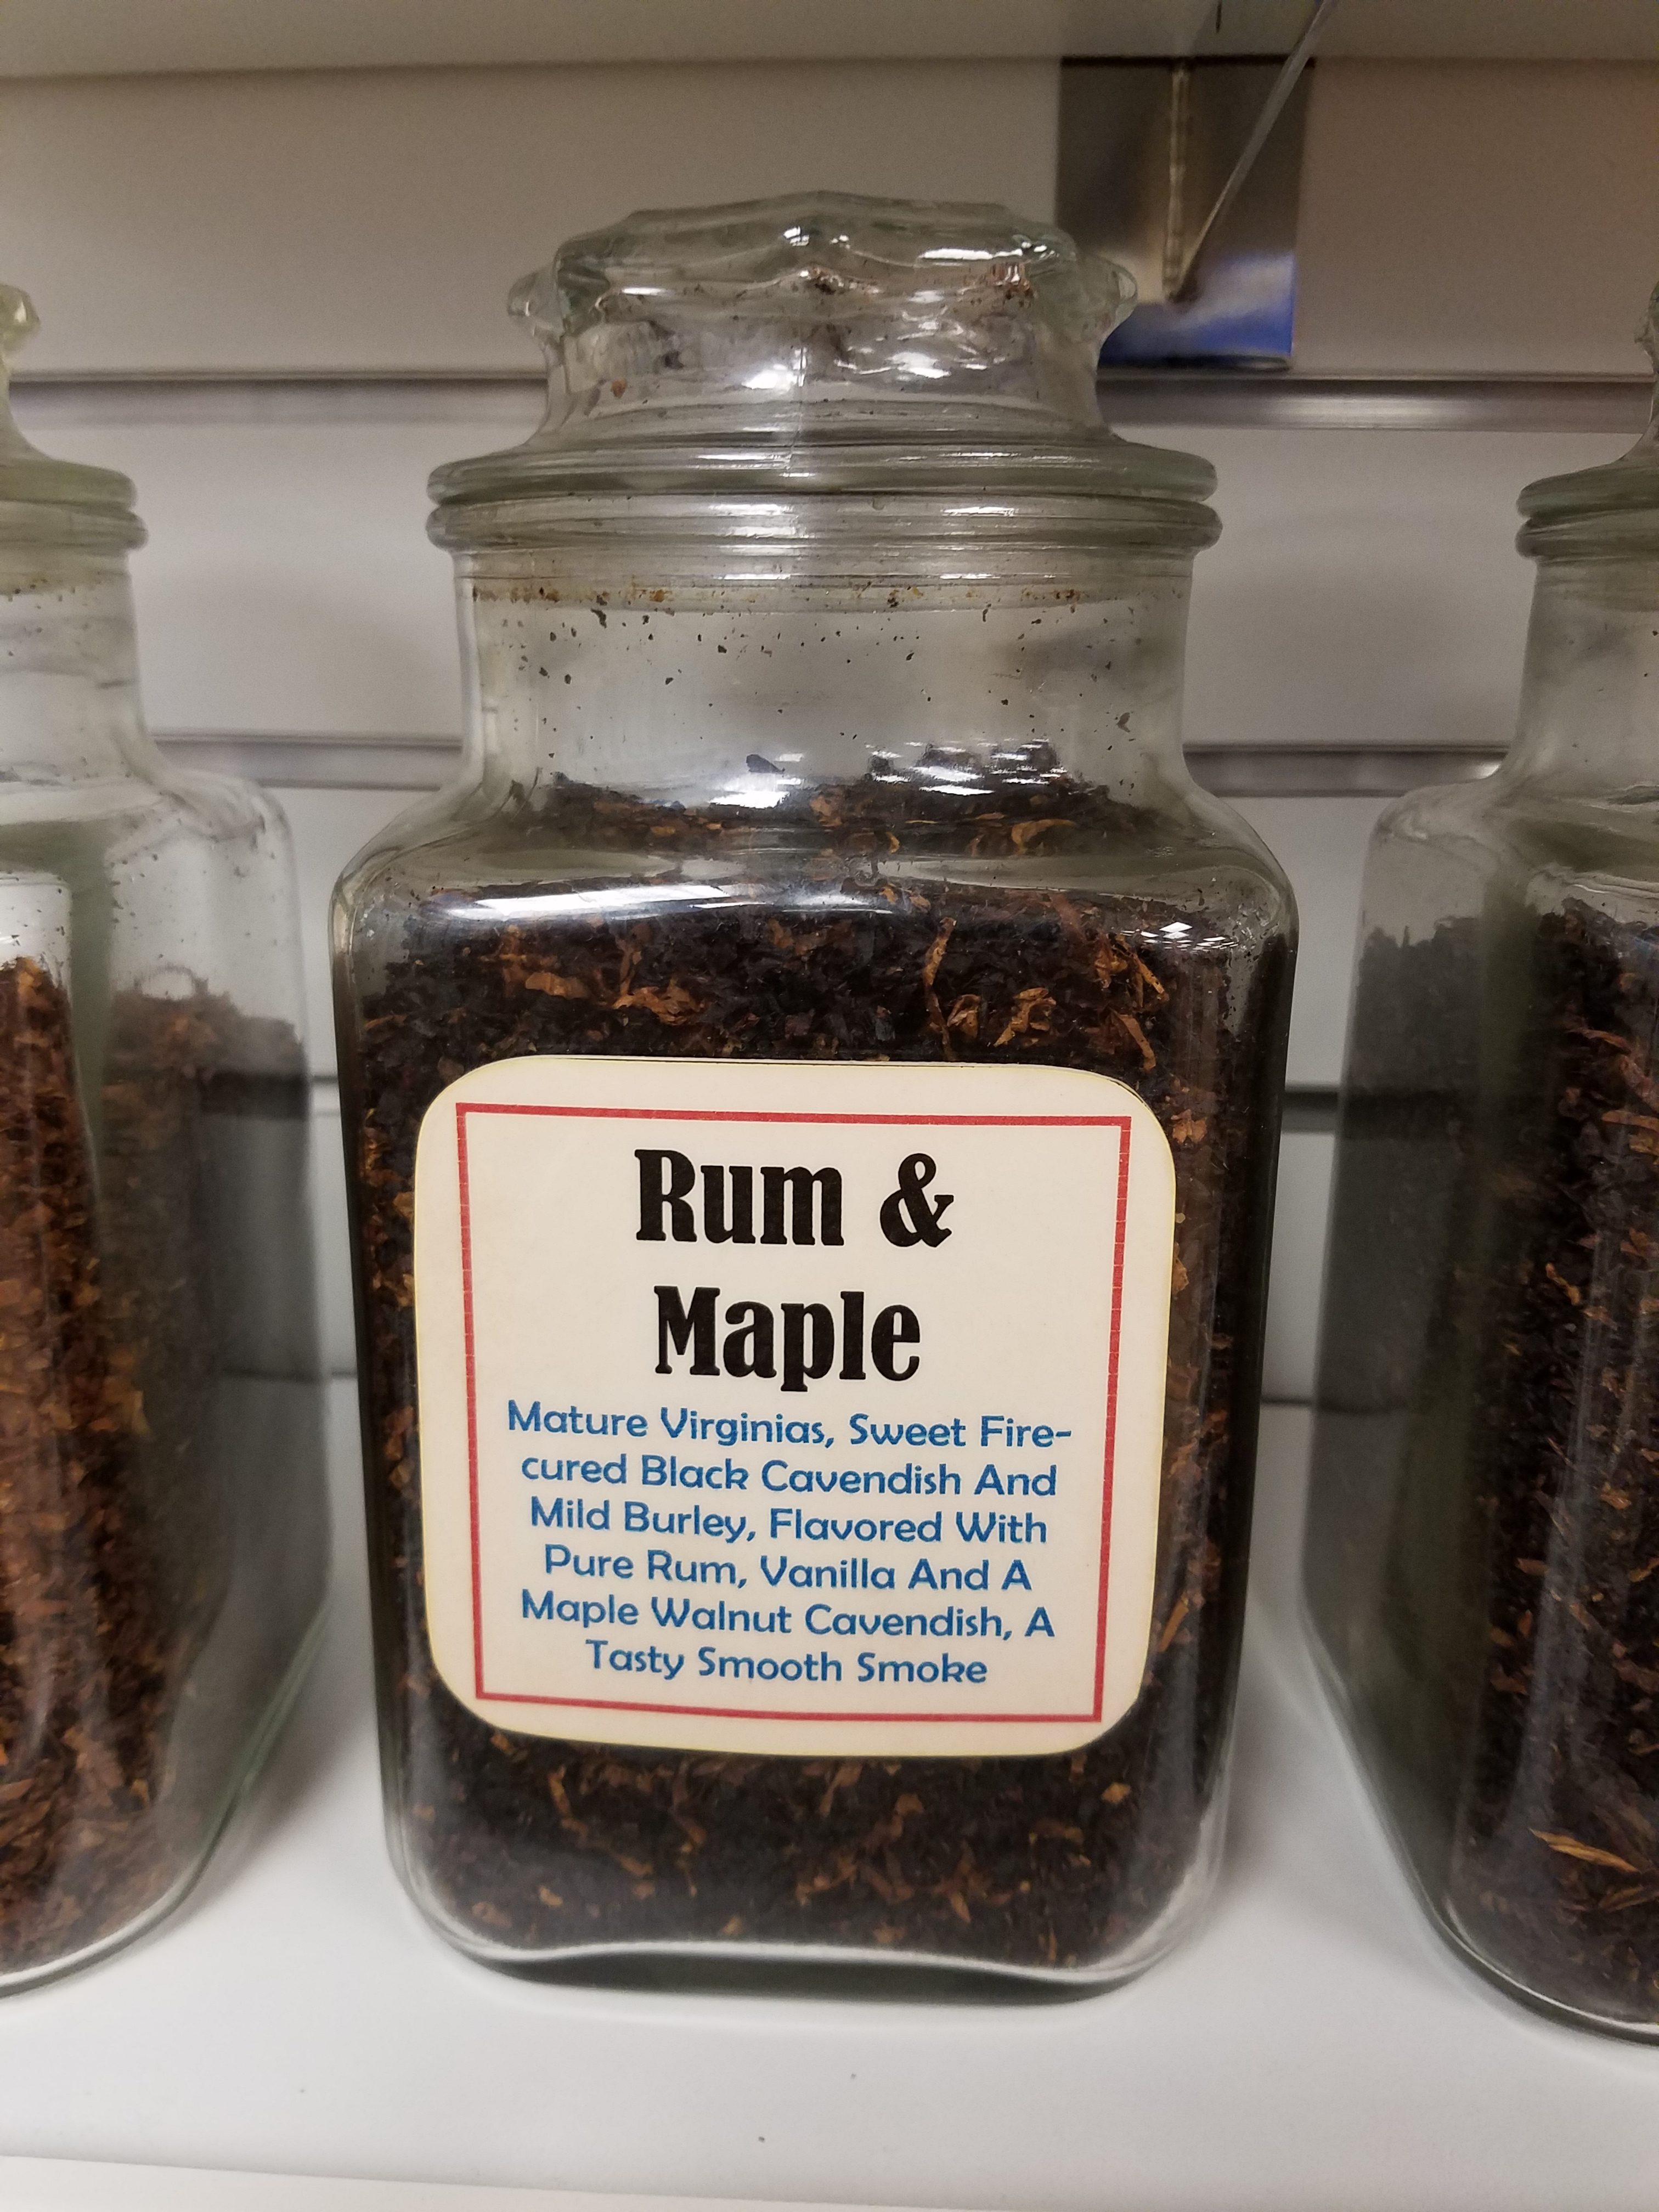 Rum &
Maple
Mature Virginias, Sweet Fire-
cured Black Cavendish And
Mild Burley, Flavored With
Pure Rum, Vanilla And A
Maple Walnut Cavendish, A
Tasty Smooth Smoke